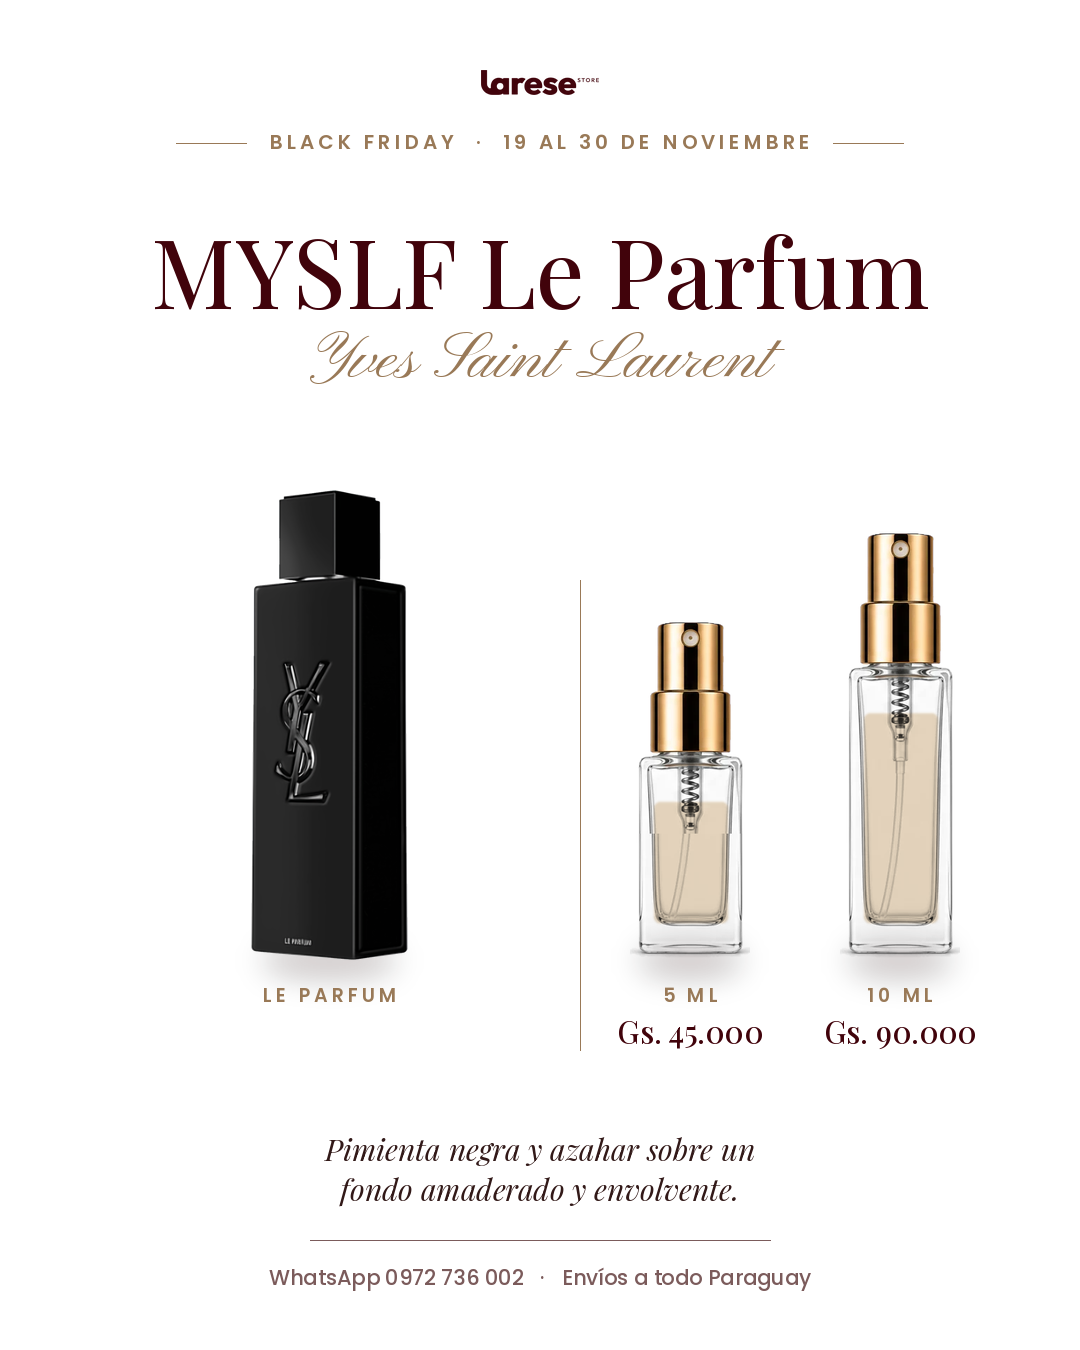 larese STORE
BLACK FRIDAY · 19 AL 30 DE NOVIEMBRE
MYSLF Le Parfum
Yves Saint Laurent
YSL
LE PARFUM
LE PARFUM
5 ML
Gs. 45.000
10 ML
Gs. 90.000
Pimienta negra y azahar sobre un
fondo amaderado y envolvente.
WhatsApp 0972 736 002 · Envíos a todo Paraguay